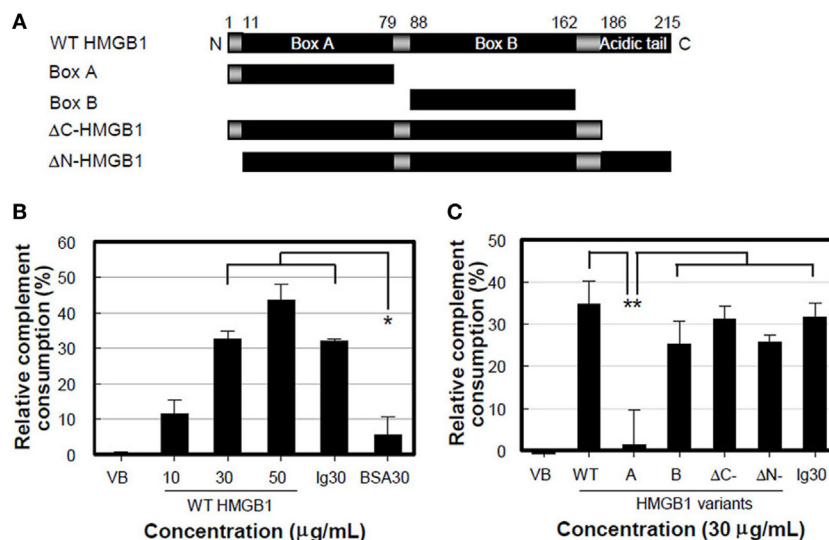 A
1 11 79 88 162 186 215
WT HMGB1 N Box A Box B Acidic tail C
Box A
Box B
ΔC-HMGB1
ΔN-HMGB1
B
Relative complement
consumption (%)
60
50
40
30
20
10
0
*
VB 10 30 50 Ig30 BSA30
WT HMGB1
Concentration (μg/mL)
C
Relative complement
consumption (%)
50
40
30
20
10
0
**
VB WT A B ΔC- ΔN- Ig30
HMGB1 variants
Concentration (30 μg/mL)